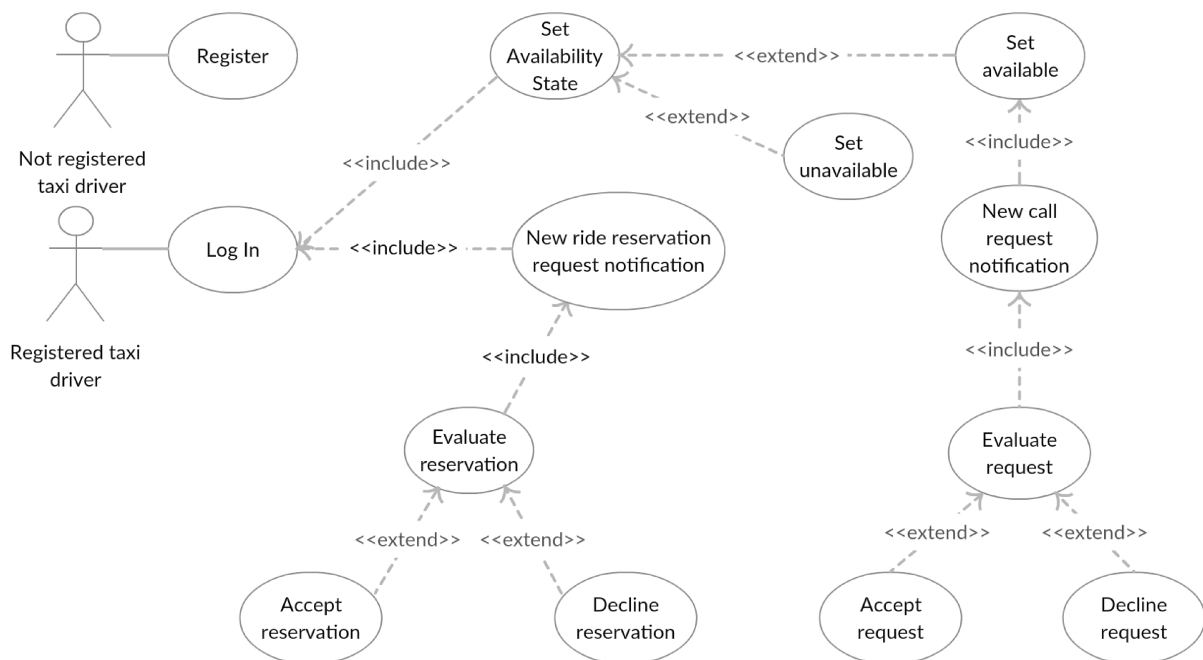 Register
Set
Availability
State
<<extend>>
Set
available
<<extend>>
Set
unavailable
<<include>>
<<include>>
Not registered
taxi driver
Log In
<<include>>
New ride reservation
request notification
New call
request
notification
Registered taxi
driver
<<include>>
<<include>>
Evaluate
reservation
Evaluate
request
<<extend>>
<<extend>>
<<extend>>
<<extend>>
Accept
reservation
Decline
reservation
Accept
request
Decline
request